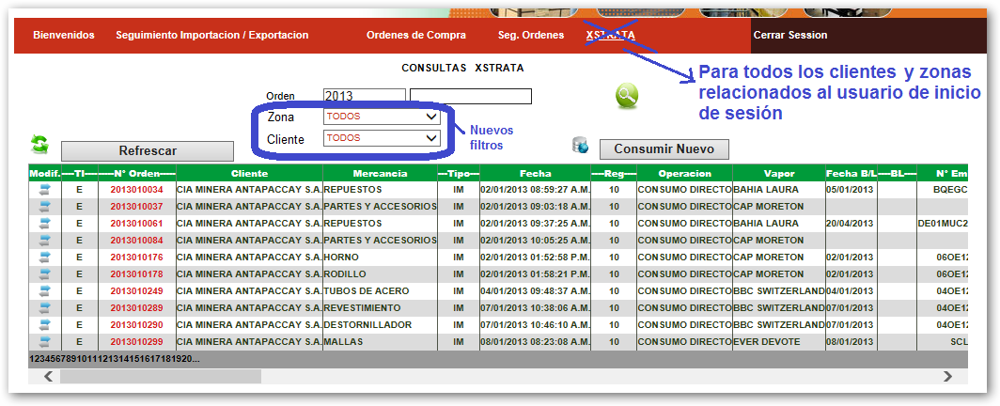 Bienvenidos Seguimiento Importacion / Exportacion Ordenes de Compra Seg. Ordenes XSTRATA Cerrar Session
CONSULTAS XSTRATA
Para todos los clientes y zonas
relacionados al usuario de inicio
de sesión
Orden 2013
Zona TODOS
Cliente TODOS
Nuevos
filtros
Refrescar Consumir Nuevo
Modif. TI N° Orden Cliente Mercancia Tipo Fecha Reg Operacion Vapor Fecha B/L BL N° Em
E 2013010034 CIA MINERA ANTAPACCAY S.A. REPUESTOS IM 02/01/2013 08:59:27 A.M. 10 CONSUMO DIRECTO BAHIA LAURA 05/01/2013 BQEGC
E 2013010037 CIA MINERA ANTAPACCAY S.A. PARTES Y ACCESORIOS IM 02/01/2013 09:03:18 A.M. 10 CONSUMO DIRECTO CAP MORETON
E 2013010061 CIA MINERA ANTAPACCAY S.A. REPUESTOS IM 02/01/2013 09:37:25 A.M. 10 CONSUMO DIRECTO BAHIA LAURA 20/04/2013 DE01MUC2
E 2013010084 CIA MINERA ANTAPACCAY S.A. PARTES Y ACCESORIOS IM 02/01/2013 10:05:25 A.M. 10 CONSUMO DIRECTO CAP MORETON
E 2013010176 CIA MINERA ANTAPACCAY S.A. HORNO IM 02/01/2013 01:52:58 P.M. 10 CONSUMO DIRECTO CAP MORETON 02/01/2013 06OE12
E 2013010178 CIA MINERA ANTAPACCAY S.A. RODILLO IM 02/01/2013 01:58:21 P.M. 10 CONSUMO DIRECTO CAP MORETON 02/01/2013 06OE12
E 2013010249 CIA MINERA ANTAPACCAY S.A. TUBOS DE ACERO IM 04/01/2013 09:48:37 A.M. 10 CONSUMO DIRECTO BBC SWITZERLAND 04/01/2013 04OE12
E 2013010289 CIA MINERA ANTAPACCAY S.A. REVESTIMIENTO IM 07/01/2013 10:38:06 A.M. 10 CONSUMO DIRECTO BBC SWITZERLAND 07/01/2013 04OE12
E 2013010290 CIA MINERA ANTAPACCAY S.A. DESTORNILLADOR IM 07/01/2013 10:46:10 A.M. 10 CONSUMO DIRECTO BBC SWITZERLAND 07/01/2013 04OE12
E 2013010299 CIA MINERA ANTAPACCAY S.A. MALLAS IM 08/01/2013 08:23:08 A.M. 10 CONSUMO DIRECTO EVER DEVOTE 08/01/2013 SCL
1234567891011121314151617181920...